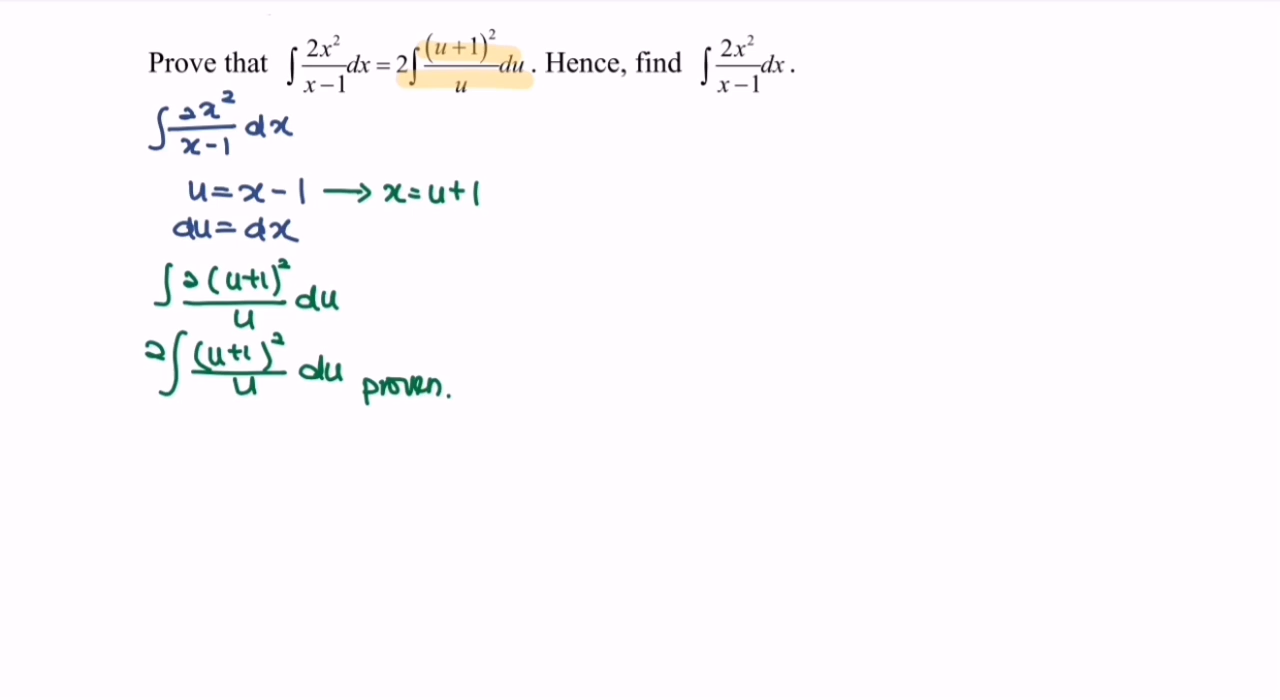 Prove that ∫ 2x²/(x−1) dx = 2∫ (u+1)²/u du . Hence, find ∫ 2x²/(x−1) dx .
∫ 2x²/(x-1) dx
u = x - 1 → x = u + 1
du = dx
∫ 2(u+1)²/u du
2∫ (u+1)²/u du proven.